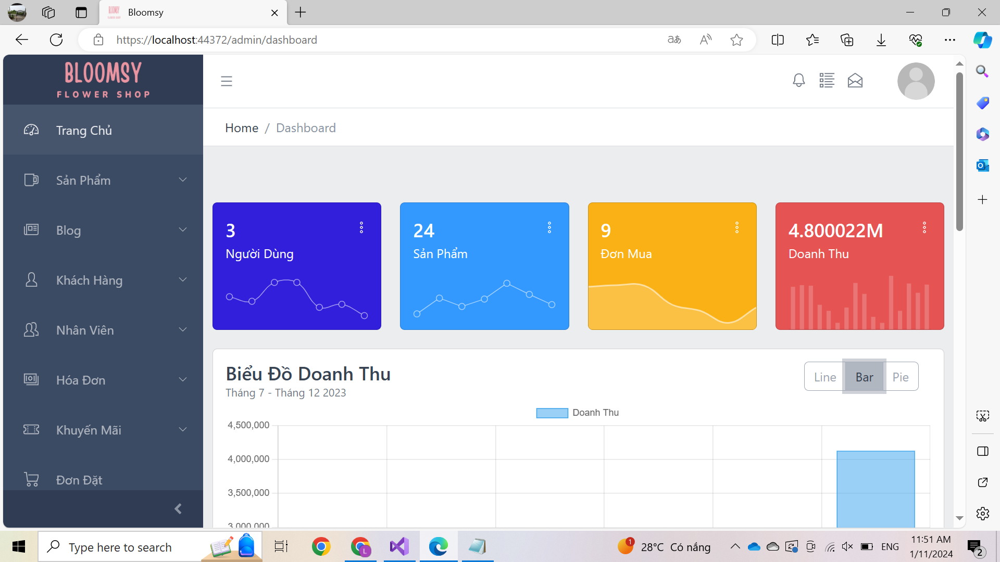 Bloomsy
https://localhost:44372/admin/dashboard
BLOOMSY
FLOWER SHOP
Trang Chủ
Sản Phẩm
Blog
Khách Hàng
Nhân Viên
Hóa Đơn
Khuyến Mãi
Đơn Đặt
Home / Dashboard
3
Người Dùng
24
Sản Phẩm
9
Đơn Mua
4.800022M
Doanh Thu
Biểu Đồ Doanh Thu
Tháng 7 - Tháng 12 2023
Line Bar Pie
Doanh Thu
4,500,000
4,000,000
3,500,000
3,000,000
Type here to search
L
1
28°C Có nắng
ENG
11:51 AM
1/11/2024
2